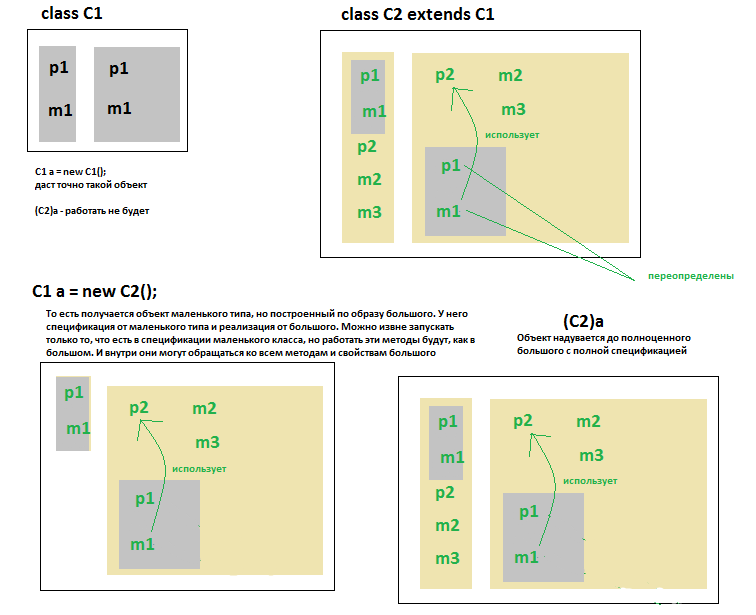 class C1
p1
p1
m1
m1
C1 a = new C1();
даст точно такой объект
(C2)a - работать не будет
class C2 extends C1
p1
m1
p2
m2
m3
p2
m2
m3
использует
p1
m1
переопределены
C1 a = new C2();
То есть получается объект маленького типа, но построенный по образу большого. У него
спецификация от маленького типа и реализация от большого. Можно извне запускать
только то, что есть в спецификации маленького класса, но работать эти методы будут, как в
большом. И внутри они могут обращаться ко всем методам и свойствам большого
p1
m1
p2
m2
m3
использует
p1
m1
(C2)a
Объект надувается до полноценного
большого с полной спецификацией
p1
m1
p2
m2
m3
p2
m2
m3
использует
p1
m1